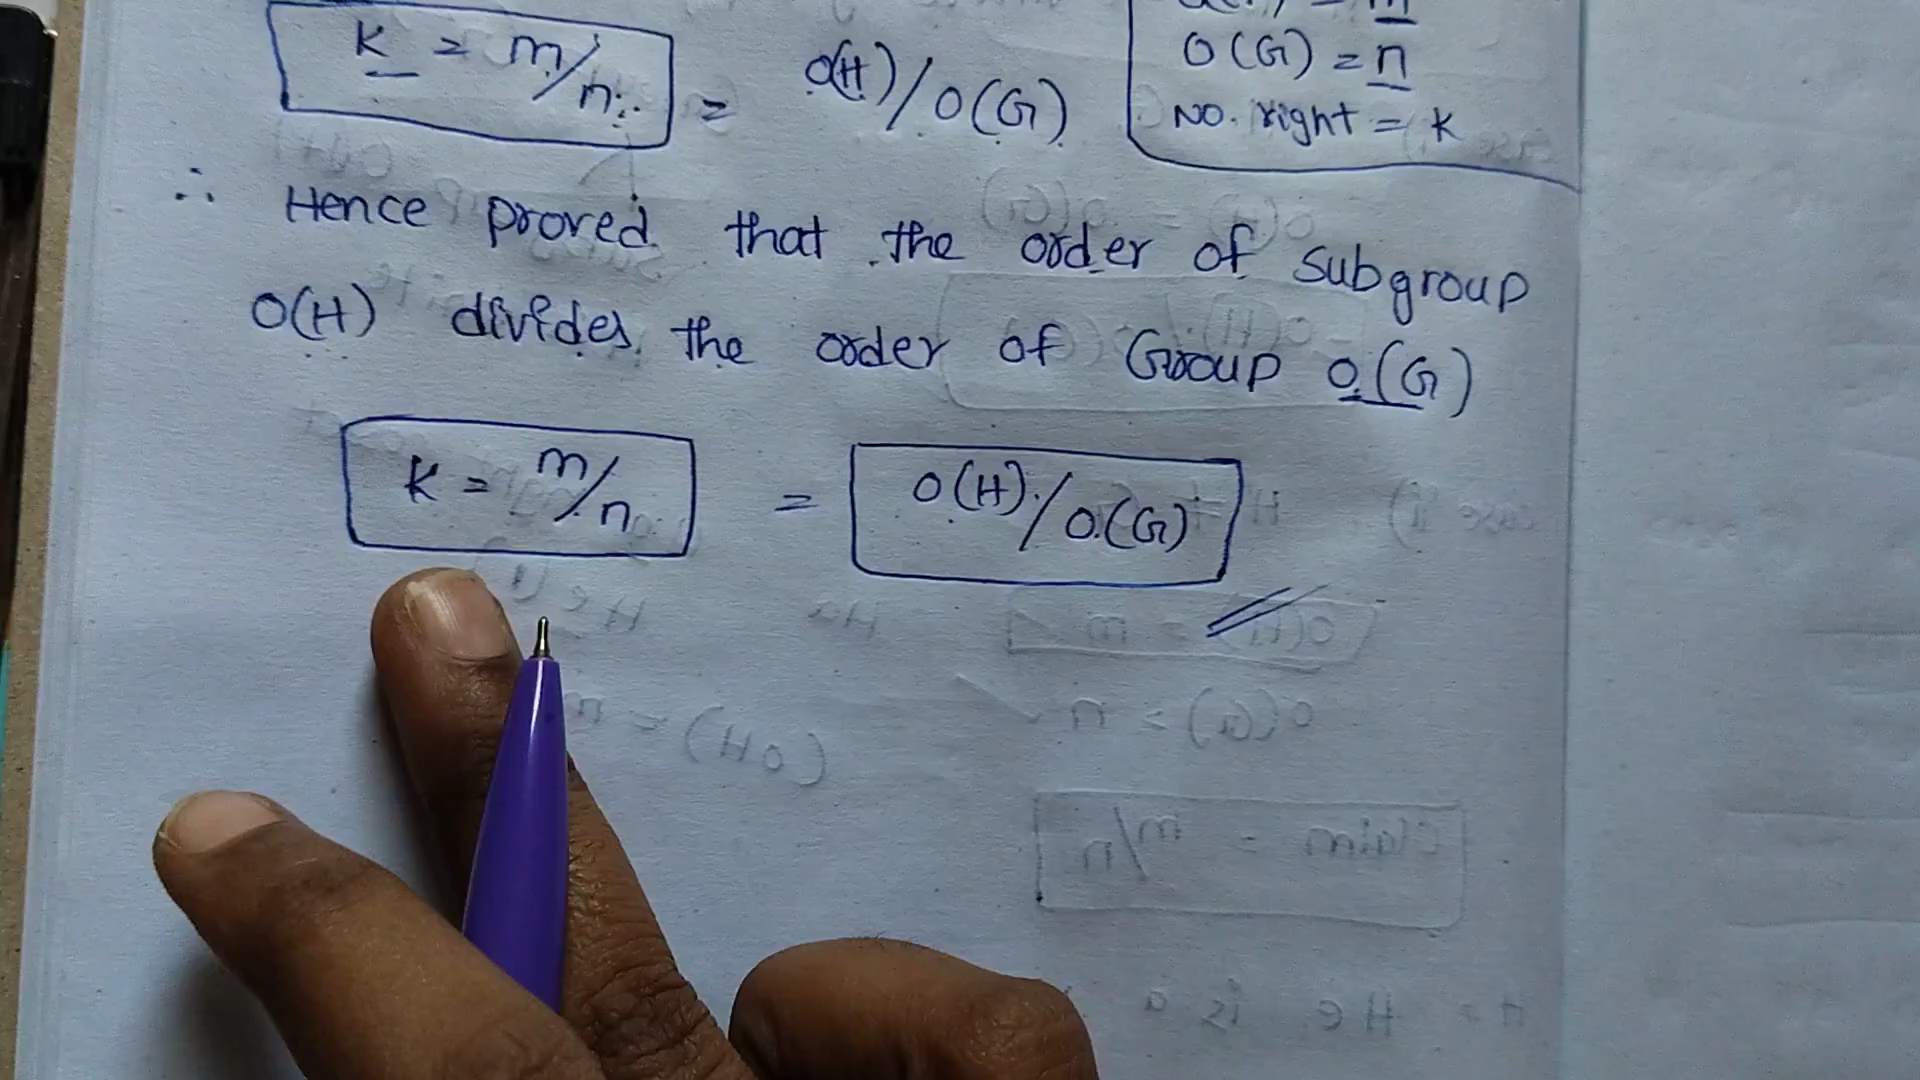 O(G) = n
K = m/n = O(H)/O(G)
NO. right = K
∴ Hence proved that the order of subgroup
O(H) divides the order of Group O(G)
K = m/n = O(H)/O(G)